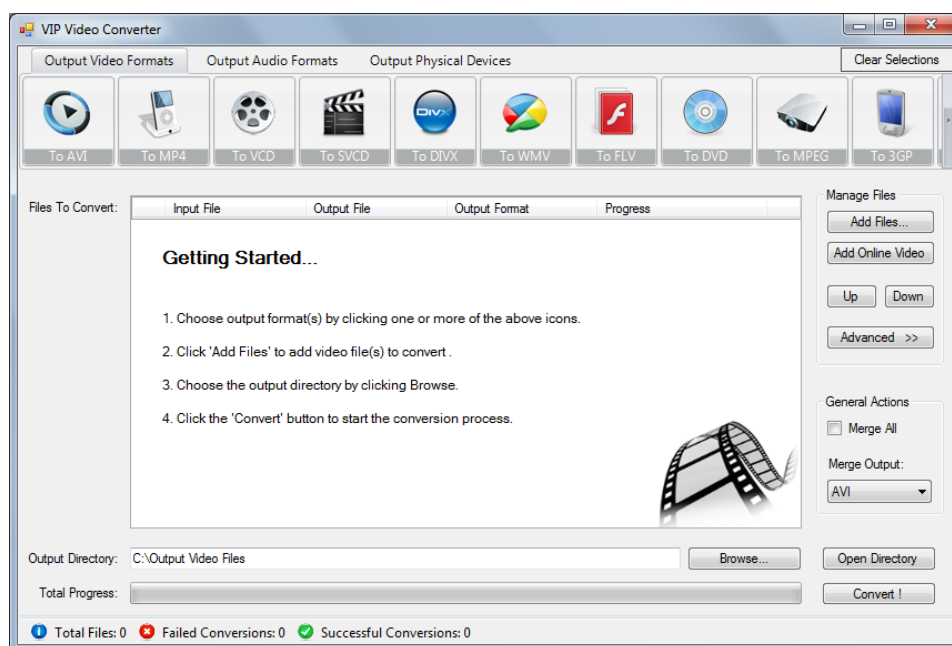 VIP Video Converter
Output Video Formats Output Audio Formats Output Physical Devices Clear Selections
DIVX
To AVI To MP4 To VCD To SVCD To DIVX To WMV To FLV To DVD To MPEG To 3GP
Files To Convert: Input File Output File Output Format Progress
Manage Files
Add Files...
Add Online Video
Up Down
Advanced >>
Getting Started...
1. Choose output format(s) by clicking one or more of the above icons.
2. Click 'Add Files' to add video file(s) to convert .
3. Choose the output directory by clicking Browse.
4. Click the 'Convert' button to start the conversion process.
General Actions
Merge All
Merge Output:
AVI
Output Directory: C:\Output Video Files Browse... Open Directory
Total Progress: Convert !
Total Files: 0 Failed Conversions: 0 Successful Conversions: 0